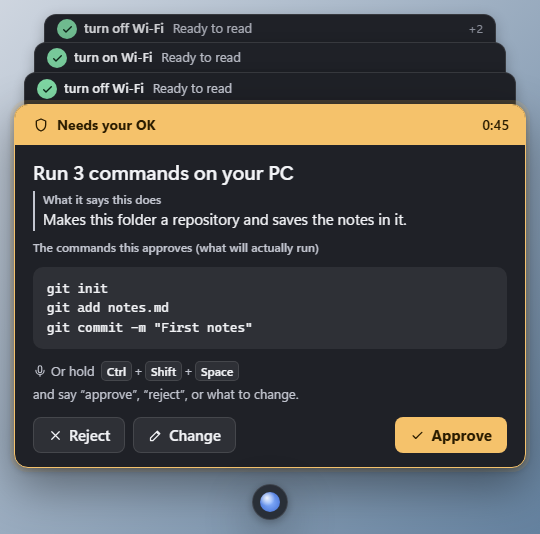 turn off Wi-Fi Ready to read +2
turn on Wi-Fi Ready to read
turn off Wi-Fi Ready to read
Needs your OK 0:45
Run 3 commands on your PC
What it says this does
Makes this folder a repository and saves the notes in it.
The commands this approves (what will actually run)
git init
git add notes.md
git commit -m "First notes"
Or hold Ctrl + Shift + Space
and say "approve", "reject", or what to change.
Reject Change Approve